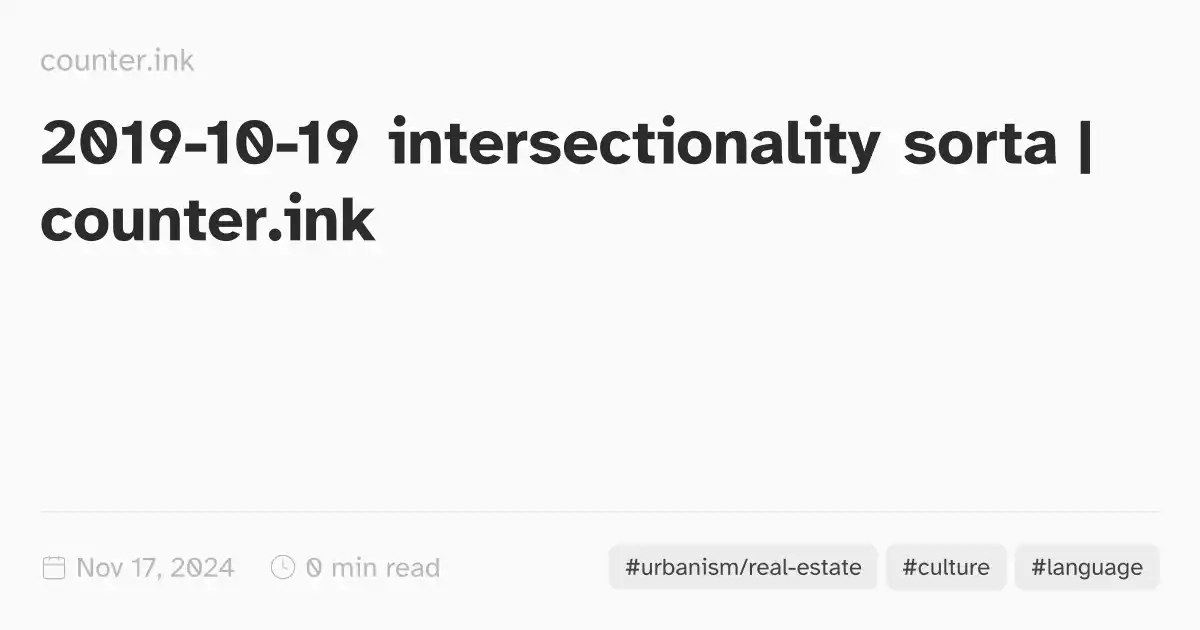 counter.ink
2019-10-19 intersectionality sorta |
counter.ink
Nov 17, 2024 0 min read #urbanism/real-estate #culture #language